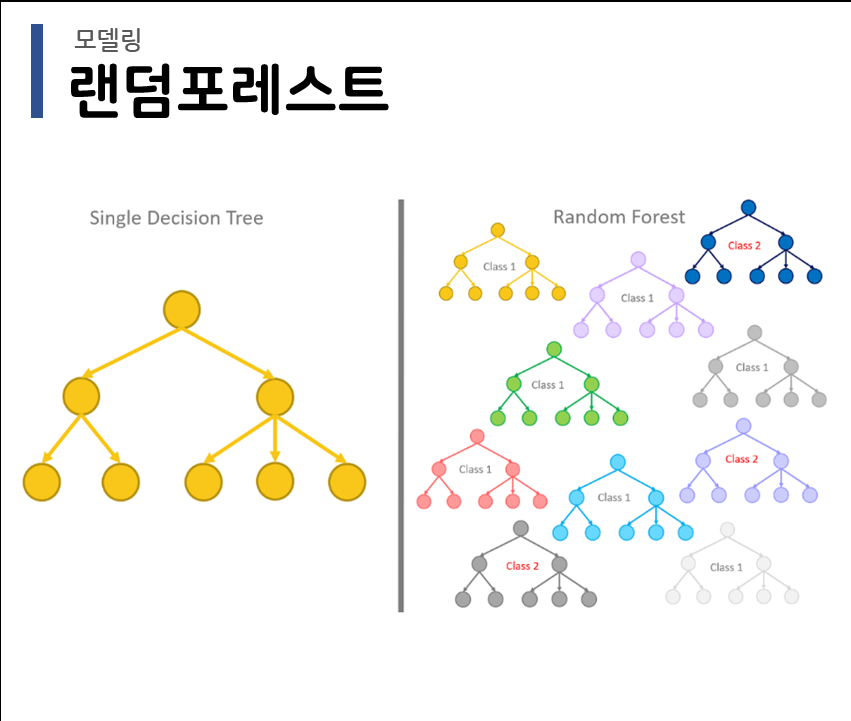 모델링
랜덤포레스트
Single Decision Tree
Random Forest
Class 2
Class 1
Class 1
Class 1
Class 1
Class 2
Class 1
Class 1
Class 2
Class 1